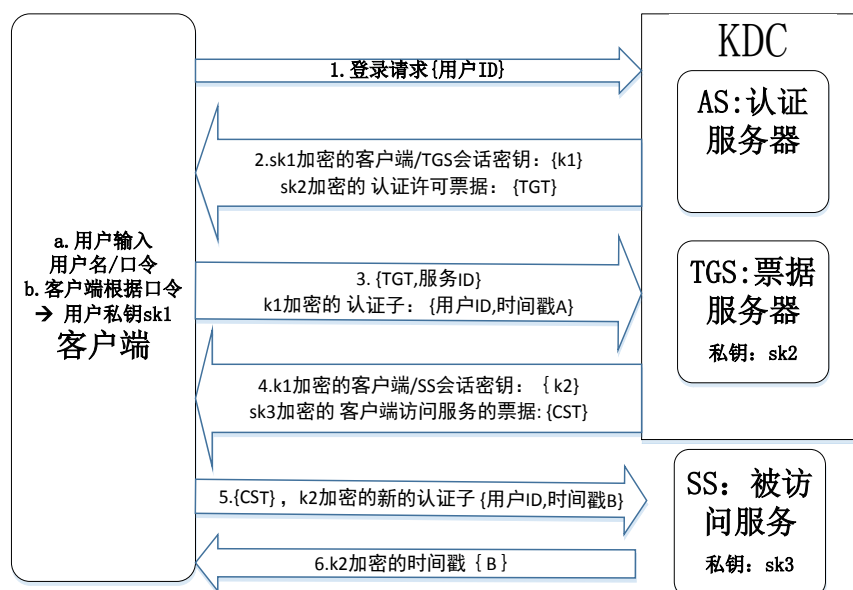 KDC
1.登录请求{用户ID}
AS:认证
服务器
2.sk1加密的客户端/TGS会话密钥：{k1}
sk2加密的 认证许可票据： {TGT}
a.用户输入
用户名/口令
b.客户端根据口令
→ 用户私钥sk1
客户端
3. {TGT,服务ID}
k1加密的 认证子： {用户ID,时间戳A}
TGS:票据
服务器
私钥：sk2
4.k1加密的客户端/SS会话密钥： { k2}
sk3加密的 客户端访问服务的票据: {CST}
5.{CST} ，k2加密的新的认证子 {用户ID,时间戳B}
SS：被访
问服务
私钥：sk3
6.k2加密的时间戳 { B }